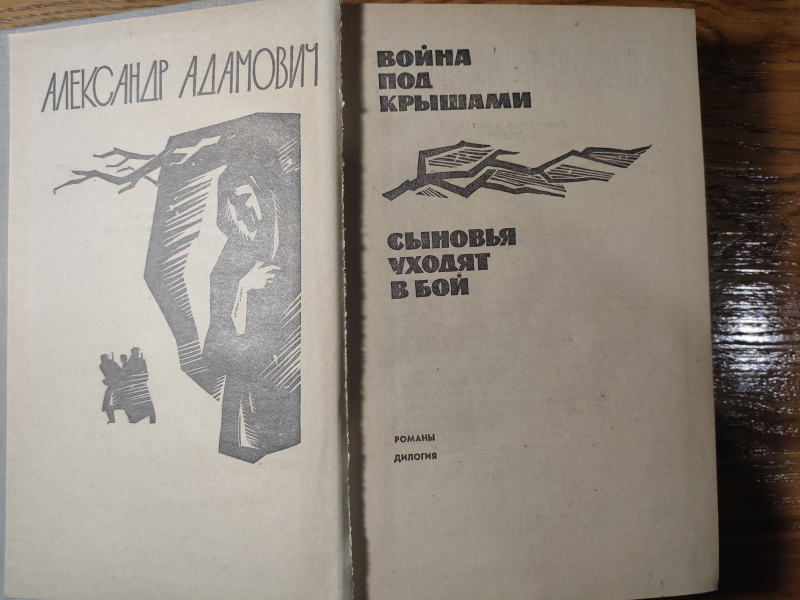 АЛЕКСАНДР АДАМОВИЧ
ВОЙНА
ПОД
КРЫШАМИ
СЫНОВЬЯ
УХОДЯТ
В БОЙ
РОМАНЫ
ДИЛОГИЯ